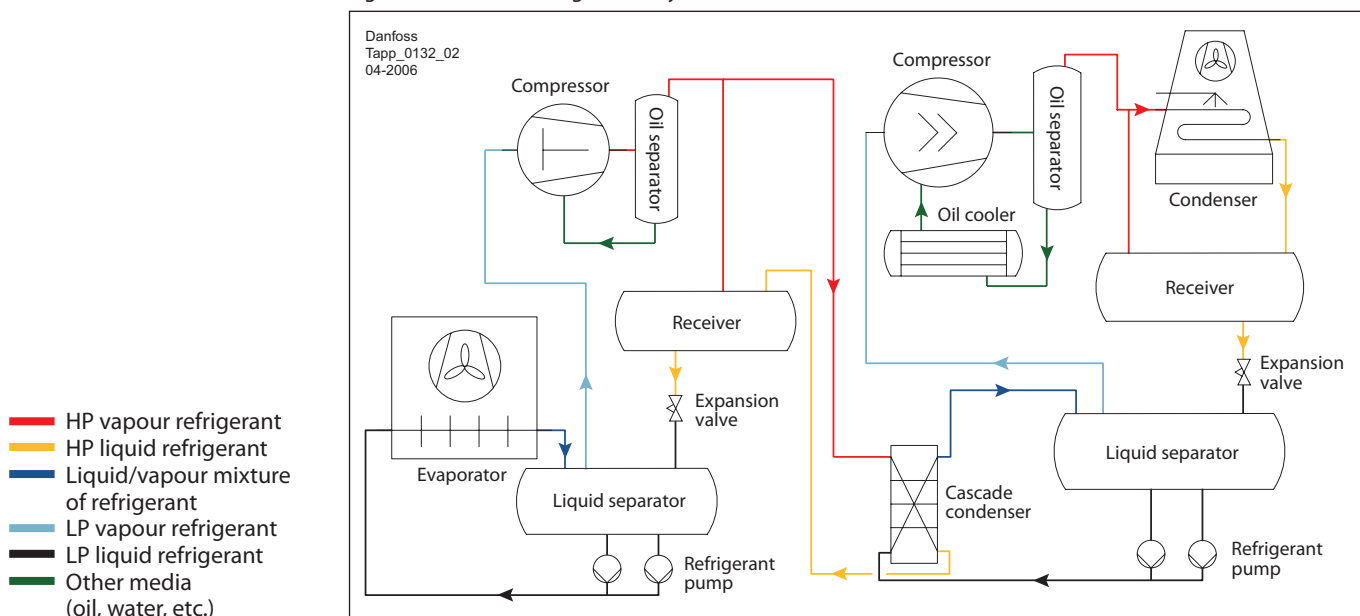 Danfoss
Tapp_0132_02
04-2006
Compressor
Oil separator
Compressor
Oil separator
Oil cooler
Condenser
Receiver
Receiver
Expansion
valve
Expansion
valve
Evaporator
Liquid separator
Liquid separator
Cascade
condenser
Refrigerant
pump
Refrigerant
pump
HP vapour refrigerant
HP liquid refrigerant
Liquid/vapour mixture
of refrigerant
LP vapour refrigerant
LP liquid refrigerant
Other media
(oil, water, etc.)